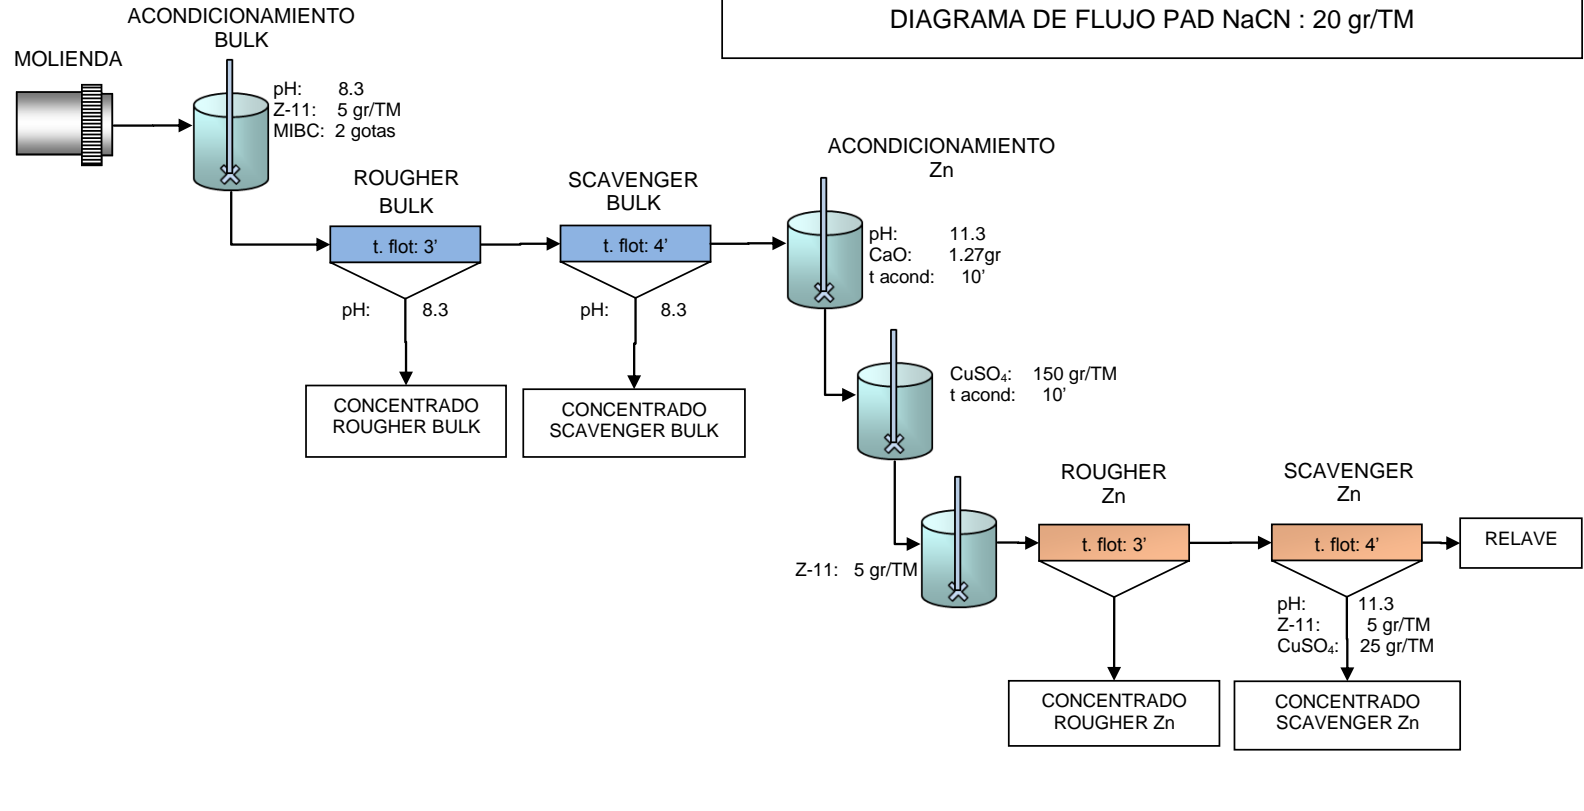 DIAGRAMA DE FLUJO PAD NaCN : 20 gr/TM
ACONDICIONAMIENTO
BULK
MOLIENDA
pH: 8.3
Z-11: 5 gr/TM
MIBC: 2 gotas
ROUGHER
BULK
t. flot: 3’
pH: 8.3
CONCENTRADO
ROUGHER BULK
SCAVENGER
BULK
t. flot: 4’
pH: 8.3
CONCENTRADO
SCAVENGER BULK
ACONDICIONAMIENTO
Zn
pH: 11.3
CaO: 1.27gr
t acond: 10’
CuSO₄: 150 gr/TM
t acond: 10’
Z-11: 5 gr/TM
ROUGHER
Zn
t. flot: 3’
CONCENTRADO
ROUGHER Zn
SCAVENGER
Zn
t. flot: 4’
pH: 11.3
Z-11: 5 gr/TM
CuSO₄: 25 gr/TM
CONCENTRADO
SCAVENGER Zn
RELAVE